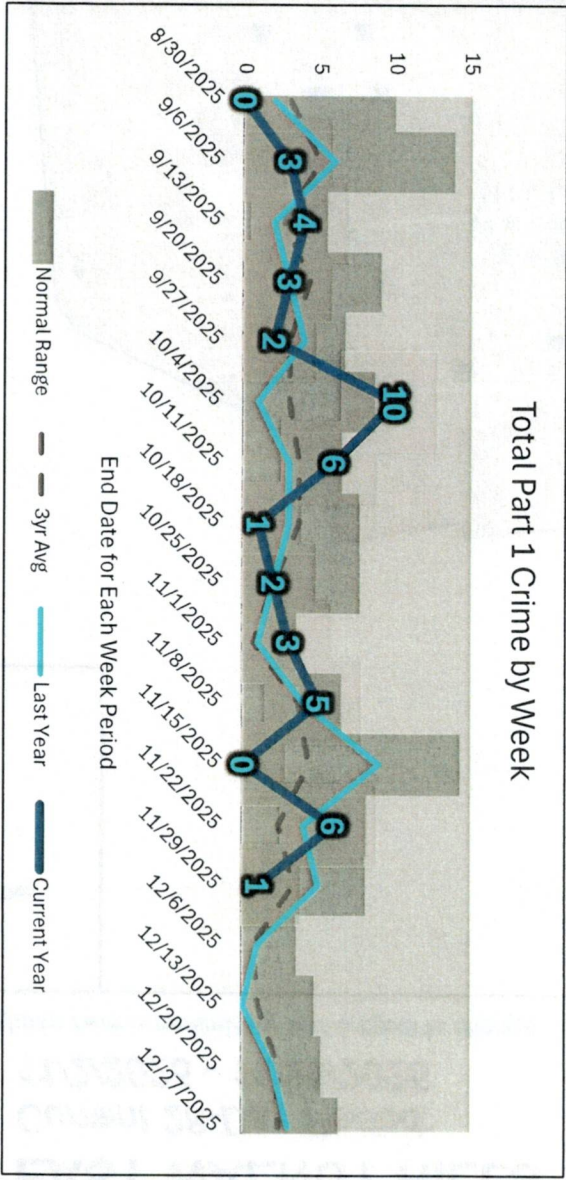 Total Part 1 Crime by Week
15
10
5
0
0 3 4 3 2 10 6 1 2 3 5 0 6 1
8/30/2025 9/6/2025 9/13/2025 9/20/2025 9/27/2025 10/4/2025 10/11/2025 10/18/2025 10/25/2025 11/1/2025 11/8/2025 11/15/2025 11/22/2025 11/29/2025 12/6/2025 12/13/2025 12/20/2025 12/27/2025
End Date for Each Week Period
Normal Range 3yr Avg Last Year Current Year